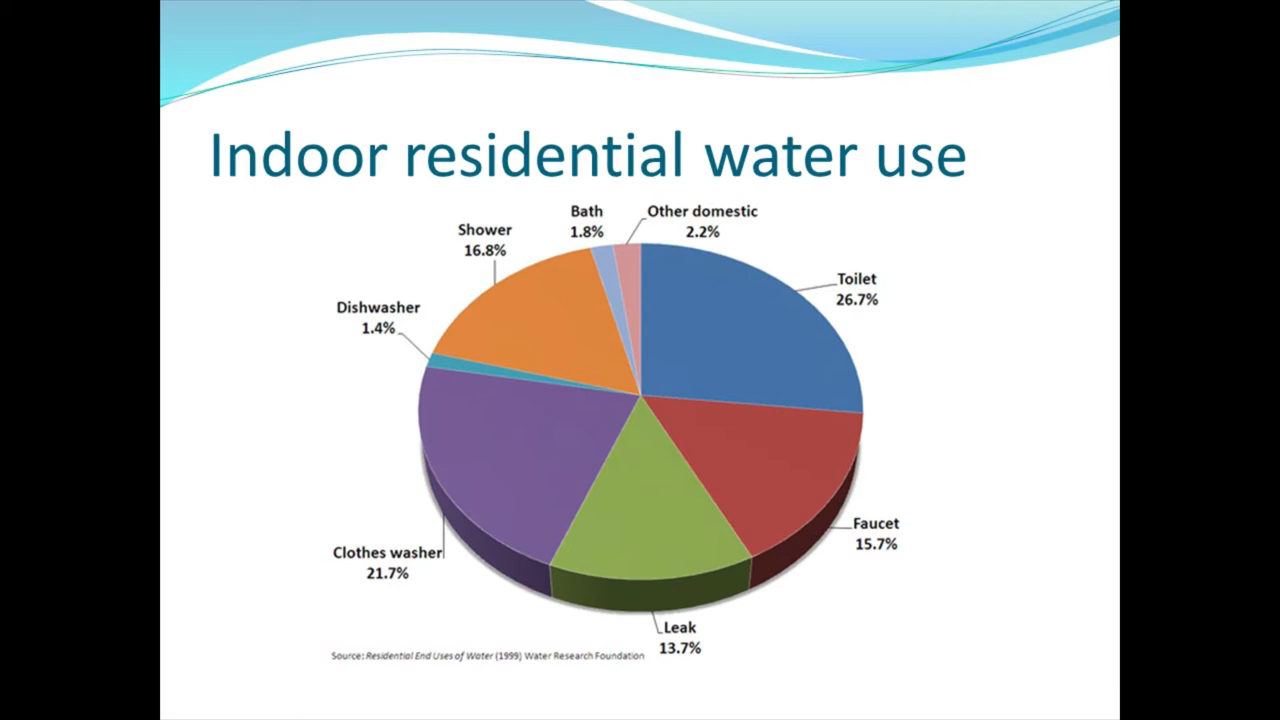 Indoor residential water use
Bath
1.8%
Other domestic
2.2%
Shower
16.8%
Toilet
26.7%
Dishwasher
1.4%
Faucet
15.7%
Clothes washer
21.7%
Leak
13.7%
Source: Residential End Uses of Water (1999) Water Research Foundation